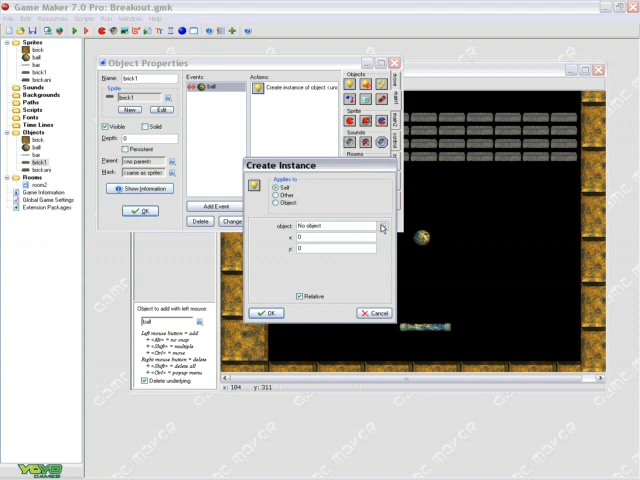 Game Maker 7.0 Pro: Breakout.gmk
File Edit Resources Scripts Run Window Help
Sprites
brick
ball
bar
brick1
brickani
Sounds
Backgrounds
Paths
Scripts
Fonts
Time Lines
Objects
brick
ball
bar
brick1
brickani
Rooms
room2
Game Information
Global Game Settings
Extension Packages
Object Properties
Name: brick1
Sprite
brick1
New
Edit
Visible
Solid
Depth: 0
Persistent
Parent: <no parent>
Mask: <same as sprite>
Show Information
OK
Events:
ball
Add Event
Delete
Change
Actions:
Create instance of object
Objects
Sprite
Sounds
Rooms
move
main1
main2
control
Create Instance
Applies to
Self
Other
Object:
object: No object
x: 0
y: 0
Relative
OK
Cancel
Object to add with left mouse:
ball
Left mouse button = add
+ <Alt> = no snap
+ <Shift> = multiple
+ <Ctrl> = move
Right mouse button = delete
+ <Shift> = delete all
+ <Ctrl> = popup menu
Delete underlying
x: 184
y: 311
YOYO
GAMES